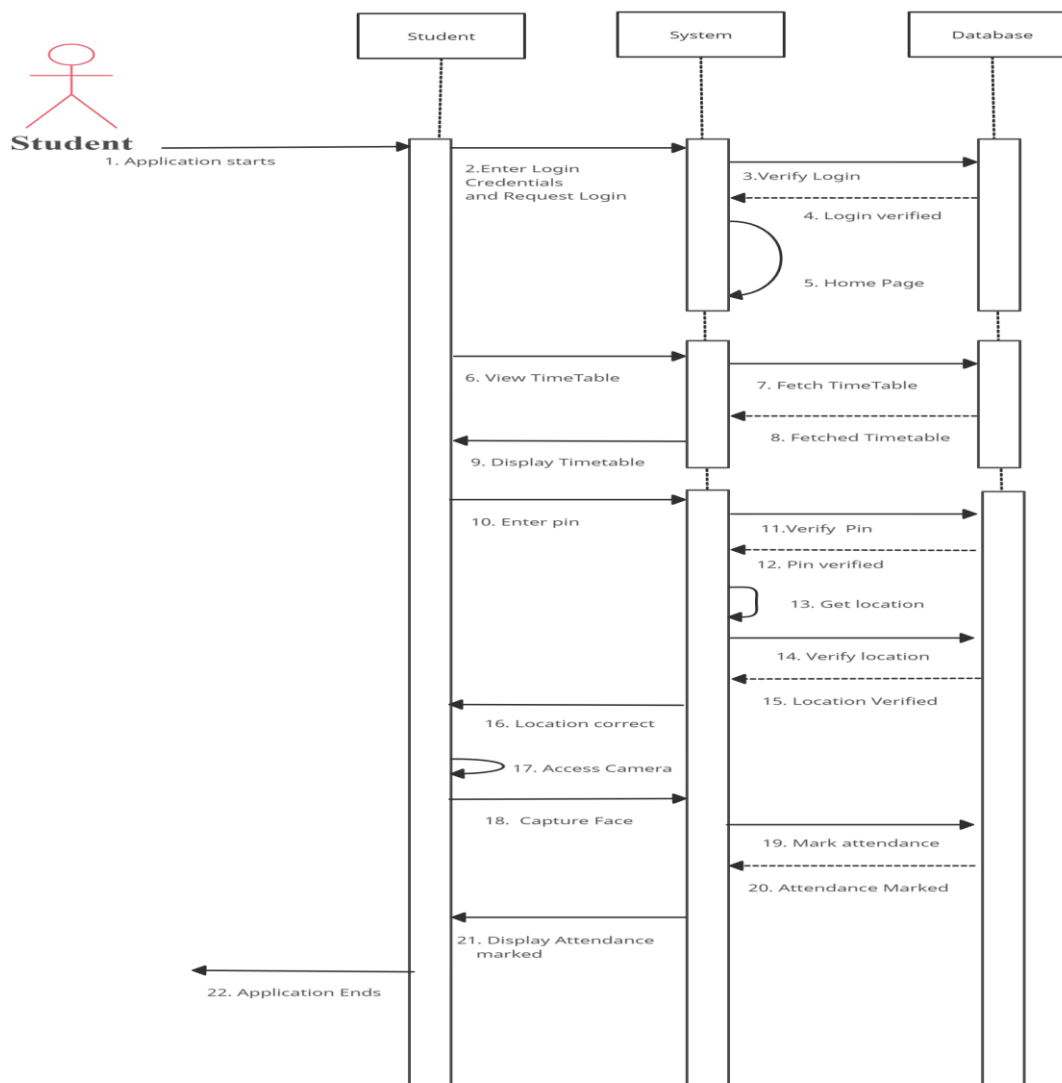 Student
System
Database
Student
1. Application starts
2.Enter Login
Credentials
and Request Login
3.Verify Login
4. Login verified
5. Home Page
6. View TimeTable
7. Fetch TimeTable
8. Fetched Timetable
9. Display Timetable
10. Enter pin
11.Verify  Pin
12. Pin verified
13. Get location
14. Verify location
15. Location Verified
16. Location correct
17. Access Camera
18.  Capture Face
19. Mark attendance
20. Attendance Marked
21. Display Attendance
marked
22. Application Ends